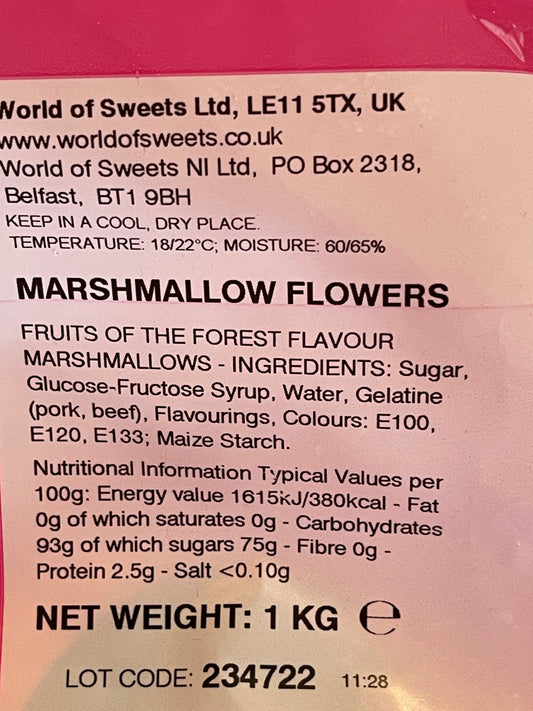 World of Sweets Ltd, LE11 5TX, UK
www.worldofsweets.co.uk
World of Sweets NI Ltd, PO Box 2318,
Belfast, BT1 9BH
KEEP IN A COOL, DRY PLACE.
TEMPERATURE: 18/22°C; MOISTURE: 60/65%
MARSHMALLOW FLOWERS
FRUITS OF THE FOREST FLAVOUR
MARSHMALLOWS - INGREDIENTS: Sugar,
Glucose-Fructose Syrup, Water, Gelatine
(pork, beef), Flavourings, Colours: E100,
E120, E133; Maize Starch.
Nutritional Information Typical Values per
100g: Energy value 1615kJ/380kcal - Fat
0g of which saturates 0g - Carbohydrates
93g of which sugars 75g - Fibre 0g -
Protein 2.5g - Salt <0.10g
NET WEIGHT: 1 KG ℮
LOT CODE: 234722 11:28